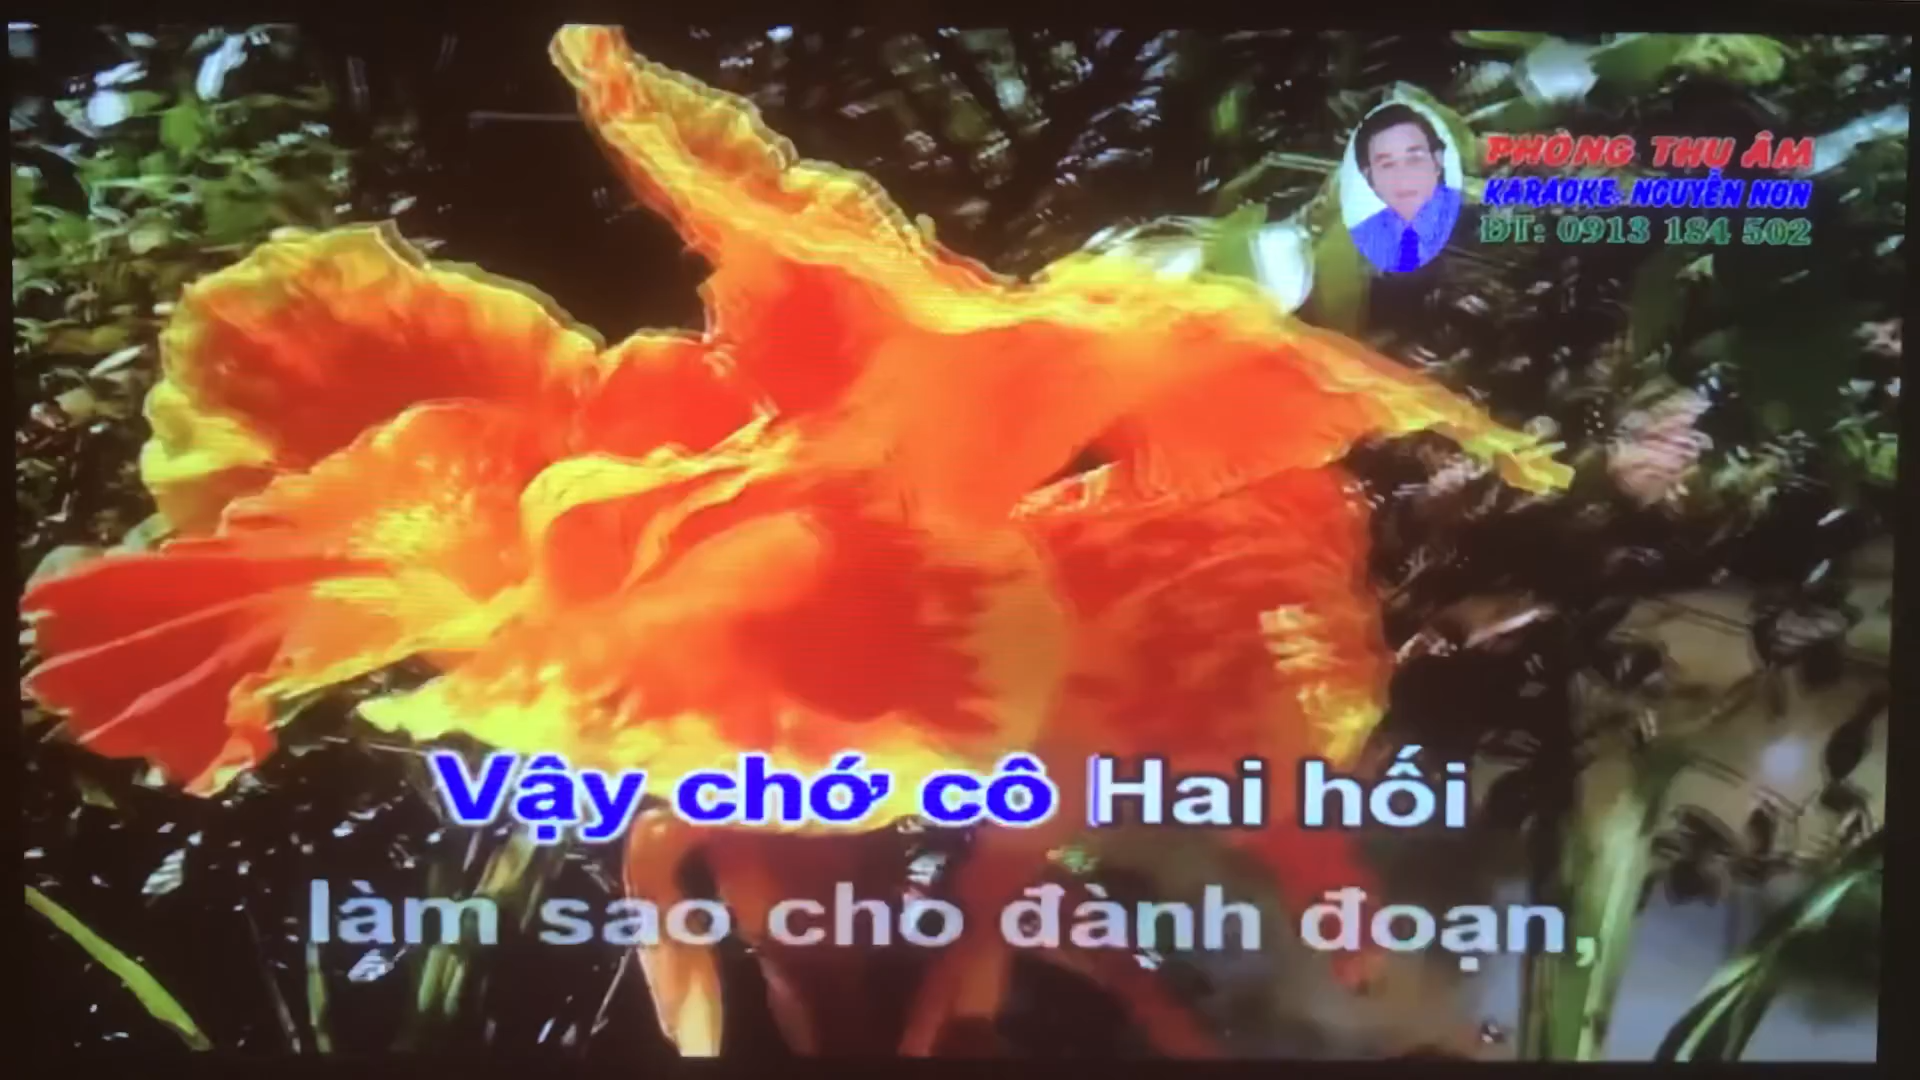 PHÒNG THU ÂM
KARAOKE: NGUYỄN NON
ĐT: 0913 184 502
Vậy chớ cô Hai hối
làm sao cho đành đoạn,